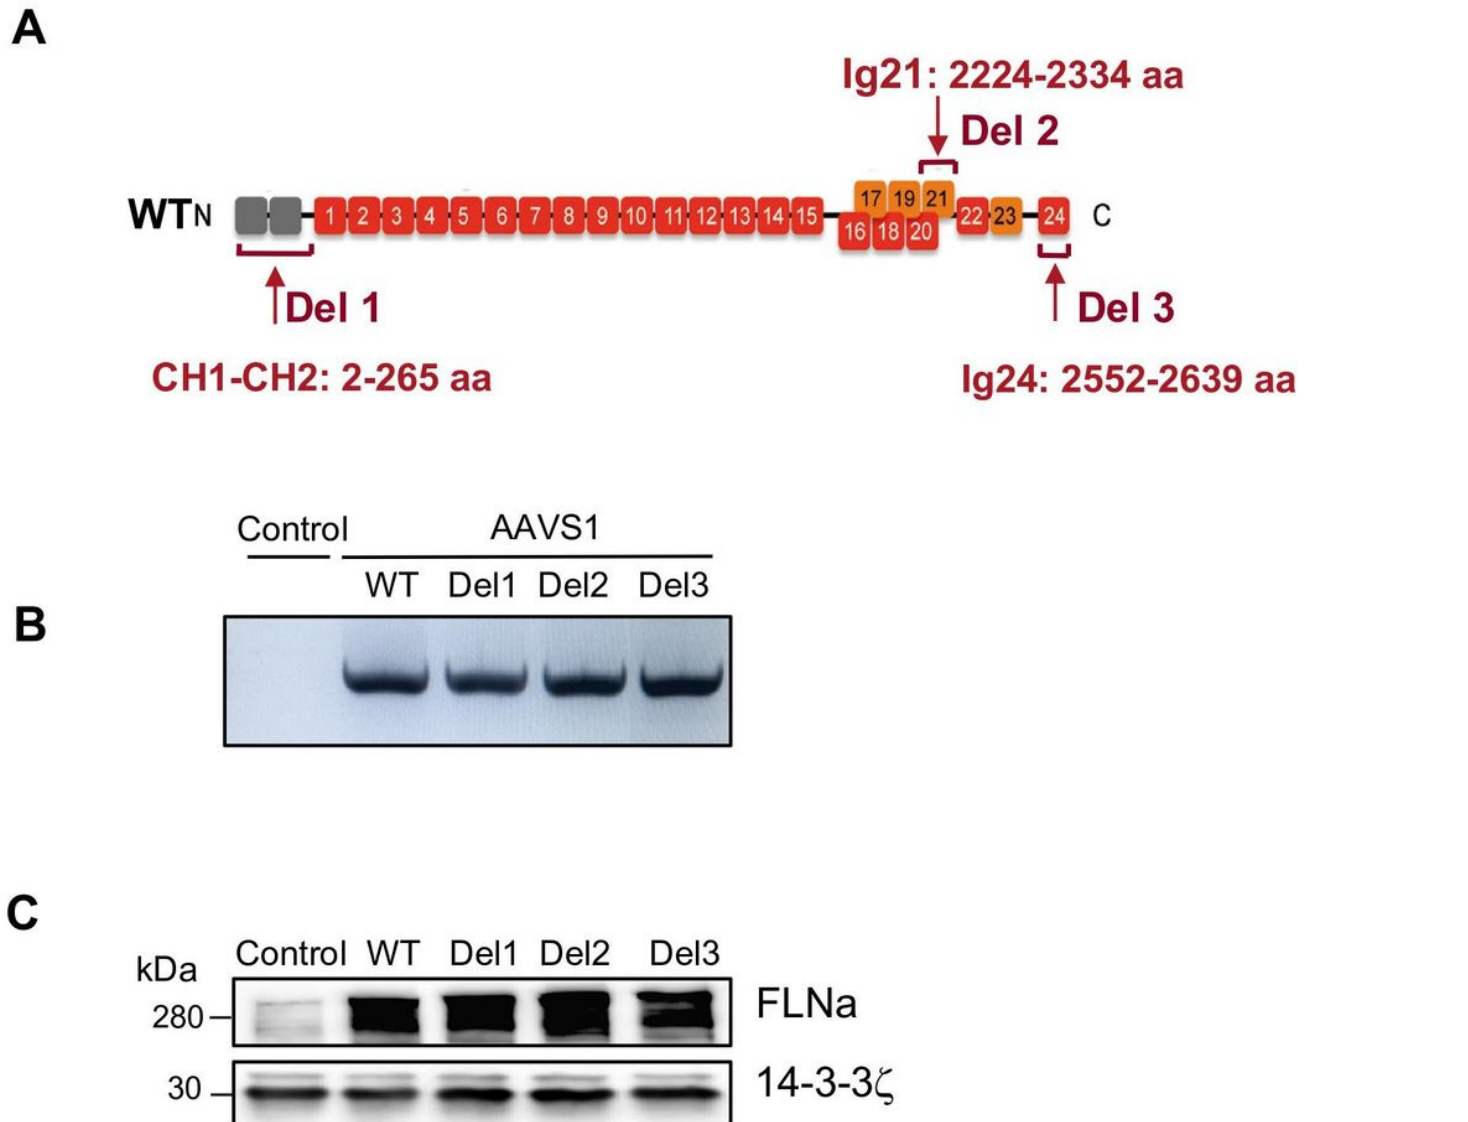 A
Ig21: 2224-2334 aa
Del 2
17 19 21
WT N 1 2 3 4 5 6 7 8 9 10 11 12 13 14 15 22 23 24 C
16 18 20
Del 1
Del 3
CH1-CH2: 2-265 aa
Ig24: 2552-2639 aa
Control AAVS1
WT Del1 Del2 Del3
B
C
Control WT Del1 Del2 Del3
kDa
280 FLNa
30 14-3-3ζ